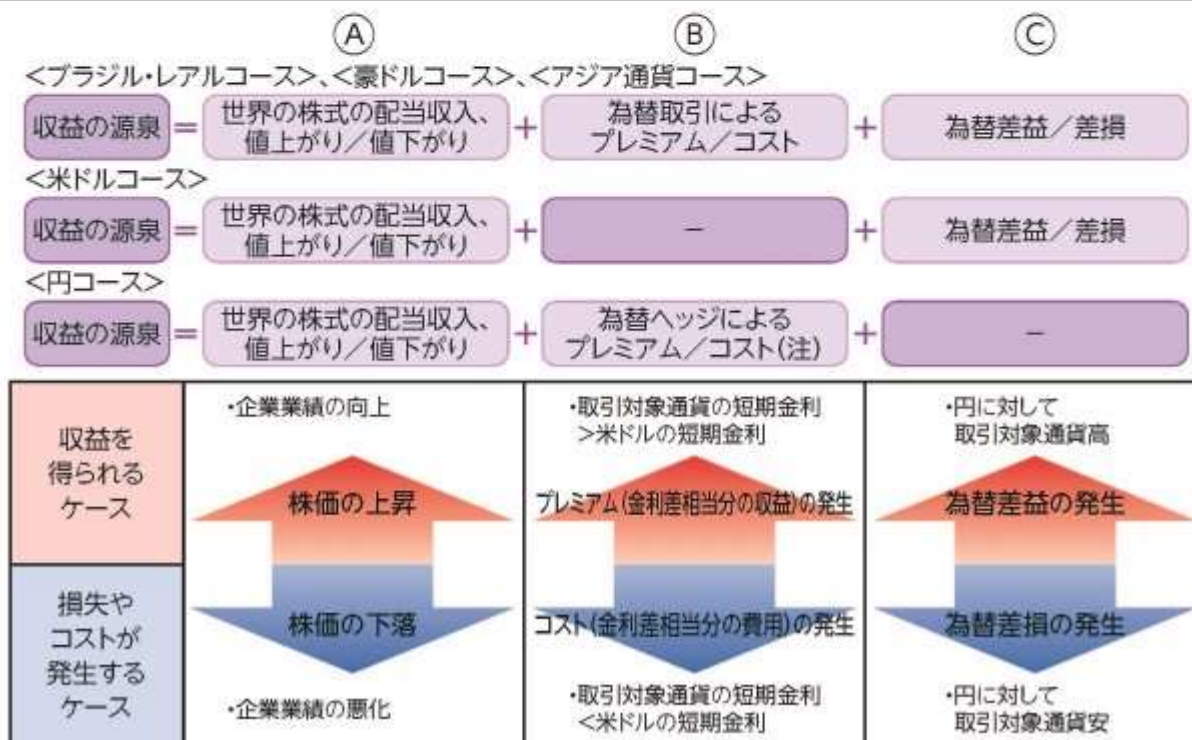 Ⓐ Ⓑ Ⓒ
<ブラジル・レアルコース>、<豪ドルコース>、<アジア通貨コース>
収益の源泉 = 世界の株式の配当収入、 + 為替取引による + 為替差益/差損
値上がり/値下がり プレミアム/コスト
<米ドルコース>
収益の源泉 = 世界の株式の配当収入、 + − + 為替差益/差損
値上がり/値下がり
<円コース>
収益の源泉 = 世界の株式の配当収入、 + 為替ヘッジによる + −
値上がり/値下がり プレミアム/コスト(注)
収益を
得られる
ケース
・企業業績の向上
株価の上昇
・取引対象通貨の短期金利
>米ドルの短期金利
プレミアム(金利差相当分の収益)の発生
・円に対して
取引対象通貨高
為替差益の発生
損失や
コストが
発生する
ケース
株価の下落
・企業業績の悪化
コスト(金利差相当分の費用)の発生
・取引対象通貨の短期金利
<米ドルの短期金利
為替差損の発生
・円に対して
取引対象通貨安